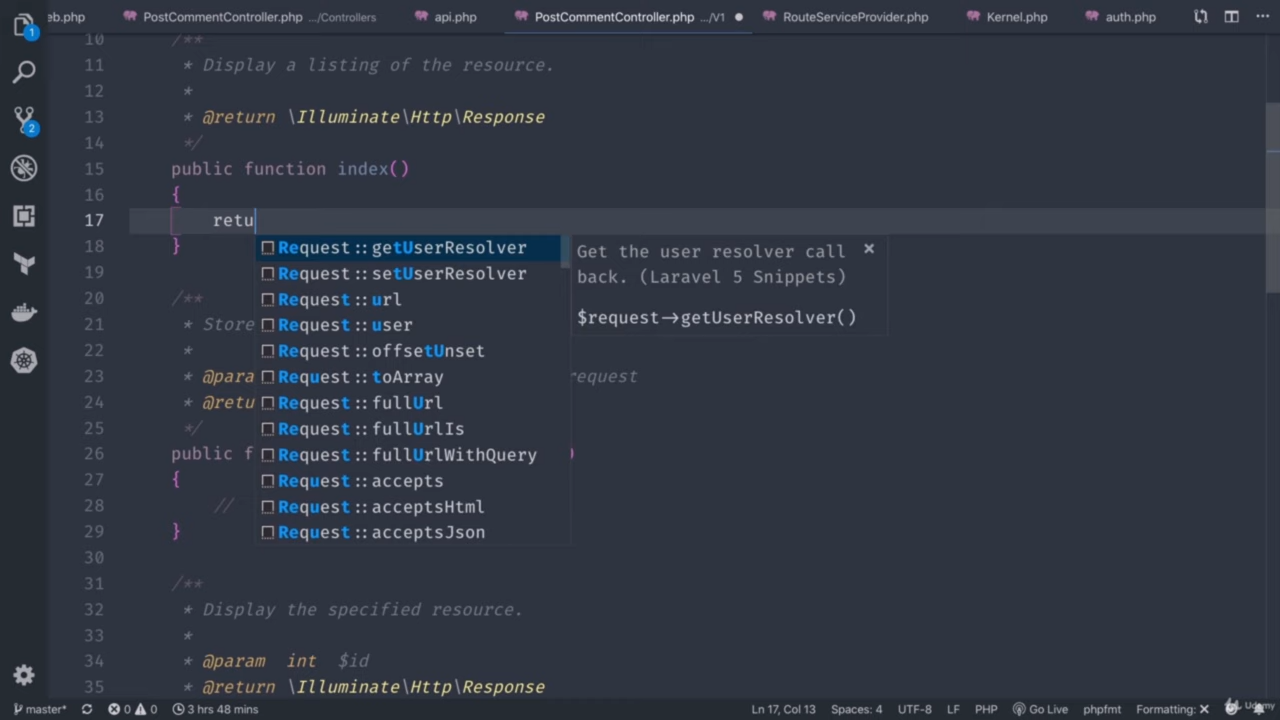 eb.php PostCommentController.php .../Controllers api.php PostCommentController.php .../V1 RouteServiceProvider.php Kernel.php auth.php
10 /**
11 * Display a listing of the resource.
12 *
13 * @return \Illuminate\Http\Response
14 */
15 public function index()
16 {
17 retu
18 }
19
20 /**
21 * Store
22 *
23 * @para request
24 * @retu
25 */
26 public f )
27 {
28 //
29 }
30
31 /**
32 * Display the specified resource.
33 *
34 * @param int $id
35 * @return \Illuminate\Http\Response
Request::getUserResolver
Request::setUserResolver
Request::url
Request::user
Request::offsetUnset
Request::toArray
Request::fullUrl
Request::fullUrlIs
Request::fullUrlWithQuery
Request::accepts
Request::acceptsHtml
Request::acceptsJson
Get the user resolver call
back. (Laravel 5 Snippets)
$request->getUserResolver()
1
2
master* 0 0 3 hrs 48 mins Ln 17, Col 13 Spaces: 4 UTF-8 LF PHP Go Live phpfmt Formatting: × Udemy